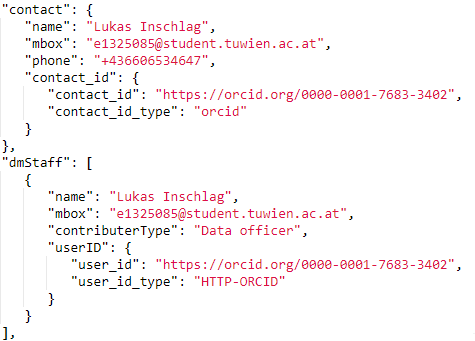 "contact": {
"name": "Lukas Inschlag",
"mbox": "e1325085@student.tuwien.ac.at",
"phone": "+436606534647",
"contact_id": {
"contact_id": "https://orcid.org/0000-0001-7683-3402",
"contact_id_type": "orcid"
}
},
"dmStaff": [
{
"name": "Lukas Inschlag",
"mbox": "e1325085@student.tuwien.ac.at",
"contributerType": "Data officer",
"userID": {
"user_id": "https://orcid.org/0000-0001-7683-3402",
"user_id_type": "HTTP-ORCID"
}
}
],